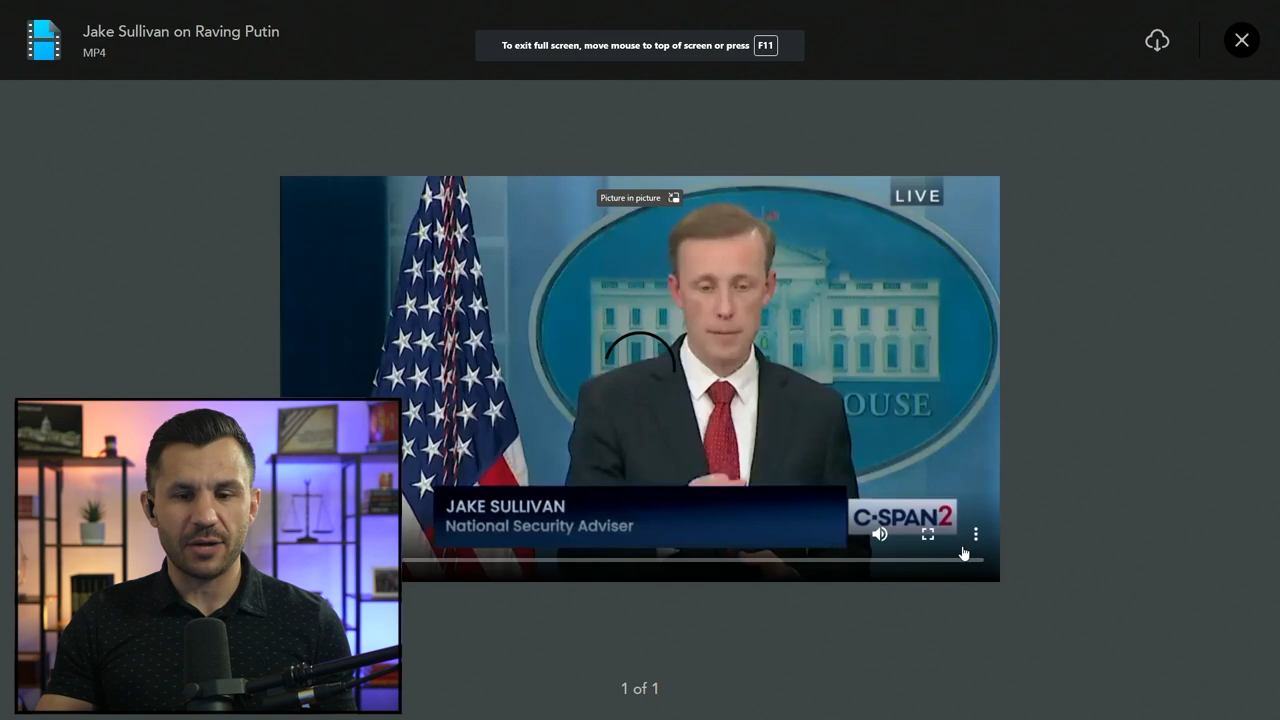 Jake Sullivan on Raving Putin
MP4
To exit full screen, move mouse to top of screen or press F11
Picture in picture
LIVE
OUSE
JAKE SULLIVAN
National Security Adviser
C-SPAN2
1 of 1